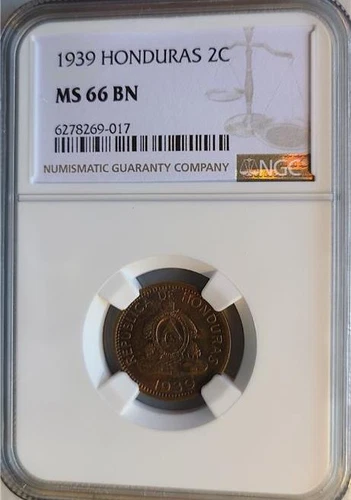 1939 HONDURAS 2C
MS 66 BN
6278269-017
NUMISMATIC GUARANTY COMPANY
NGC
REPUBLICA DE HONDURAS
1939